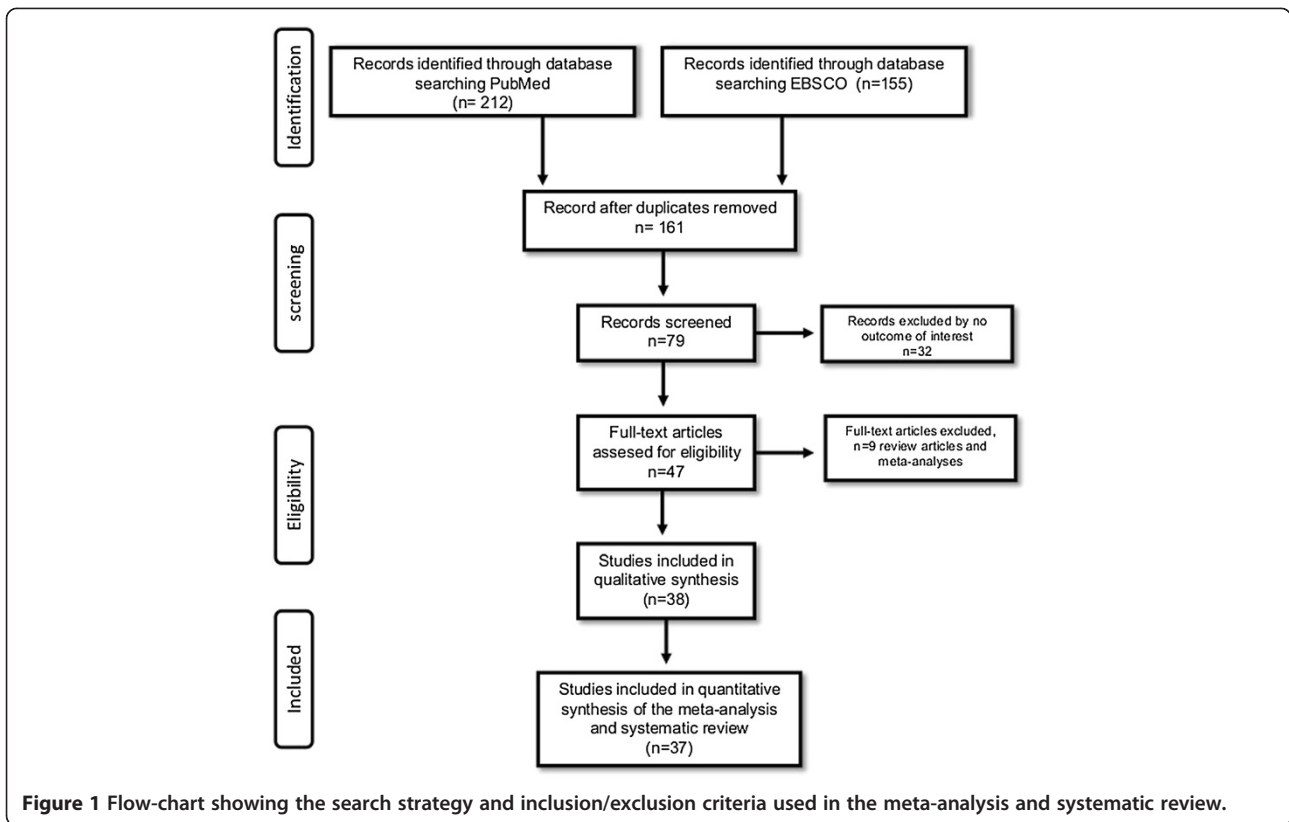 Identification
Records identified through database
searching PubMed
(n= 212)
Records identified through database
searching EBSCO (n=155)
Record after duplicates removed
n= 161
screening
Records screened
n=79
Records excluded by no
outcome of interest
n=32
Eligibility
Full-text articles
assesed for eligibility
n=47
Full-text articles excluded,
n=9 review articles and
meta-analyses
Studies included in
qualitative synthesis
(n=38)
Included
Studies included in quantitative
synthesis of the meta-analysis
and systematic review
(n=37)
Figure 1 Flow-chart showing the search strategy and inclusion/exclusion criteria used in the meta-analysis and systematic review.